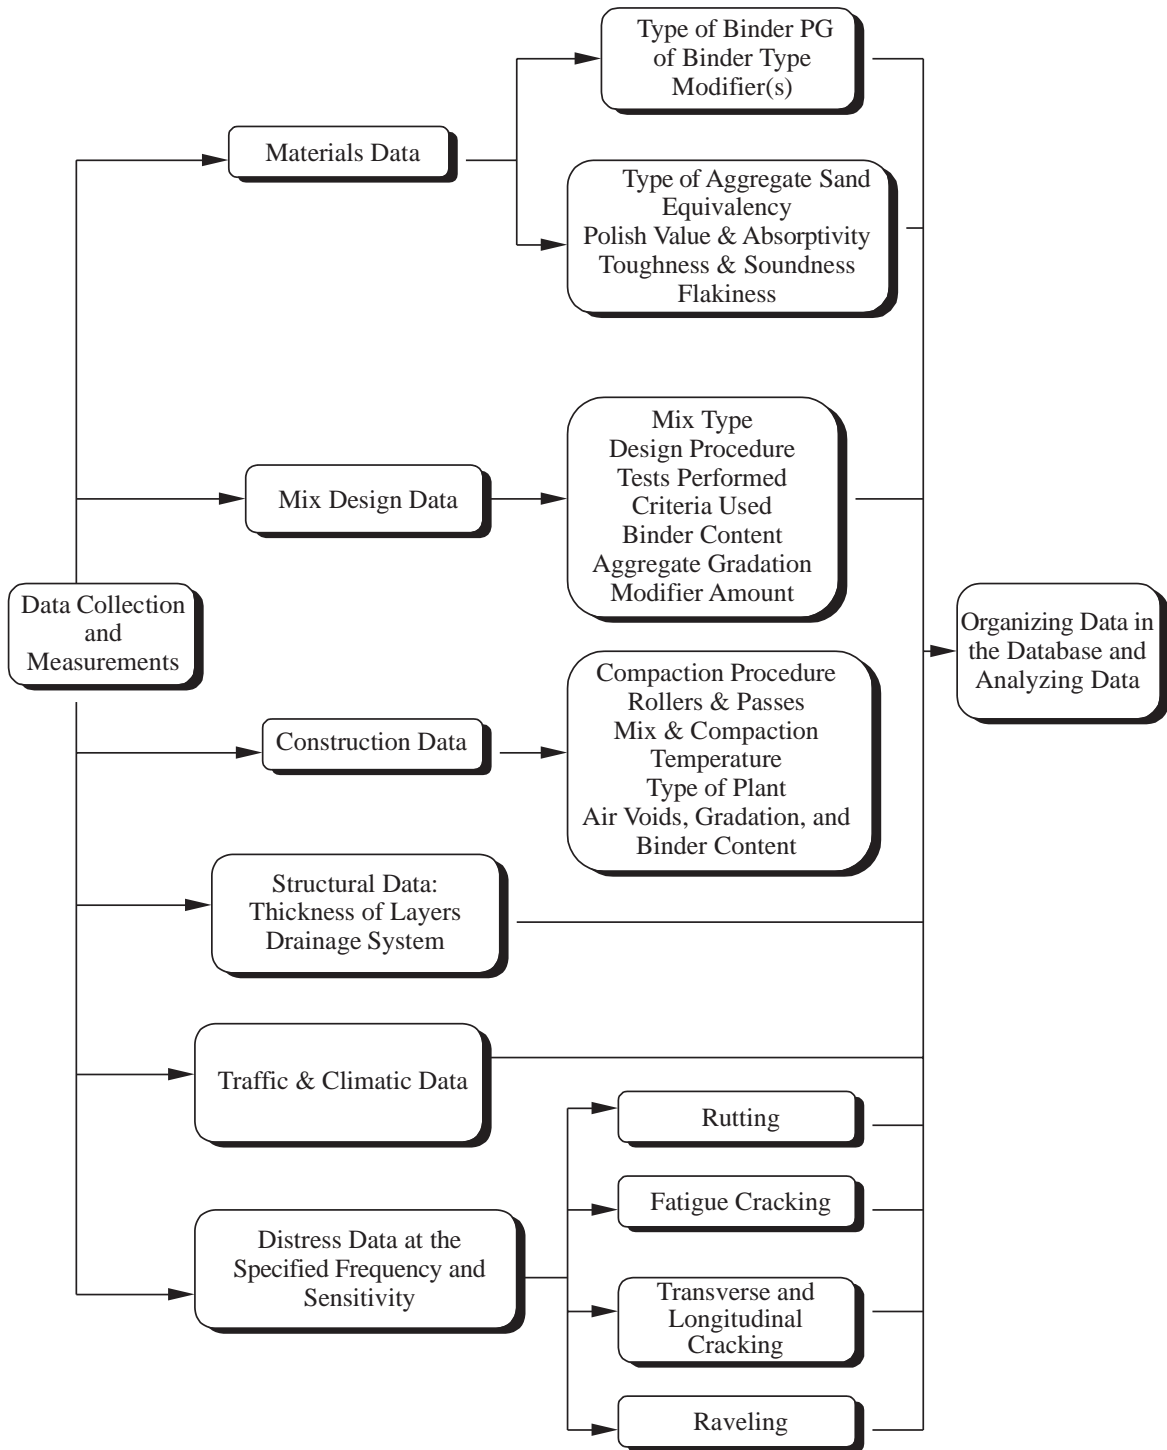 Type of Binder PG
of Binder Type
Modifier(s)
Materials Data
Type of Aggregate Sand
Equivalency
Polish Value & Absorptivity
Toughness & Soundness
Flakiness
Mix Design Data
Mix Type
Design Procedure
Tests Performed
Criteria Used
Binder Content
Aggregate Gradation
Modifier Amount
Data Collection
and
Measurements
Organizing Data in
the Database and
Analyzing Data
Construction Data
Compaction Procedure
Rollers & Passes
Mix & Compaction
Temperature
Type of Plant
Air Voids, Gradation, and
Binder Content
Structural Data:
Thickness of Layers
Drainage System
Traffic & Climatic Data
Distress Data at the
Specified Frequency and
Sensitivity
Rutting
Fatigue Cracking
Transverse and
Longitudinal
Cracking
Raveling